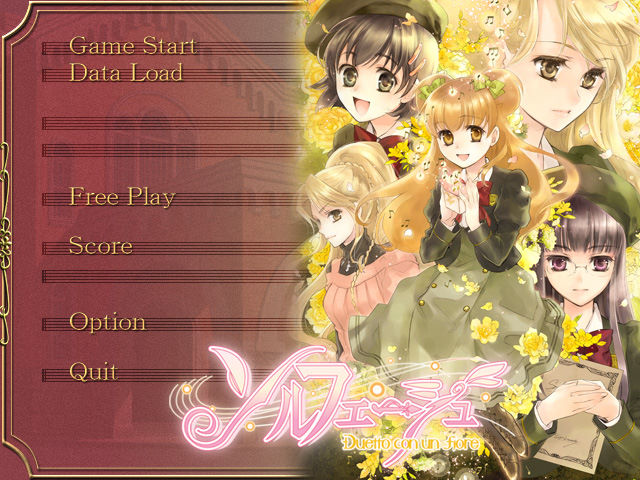 Game Start
Data Load
Free Play
Score
Option
Quit
ソルフェージュ
Duetto con un fiore